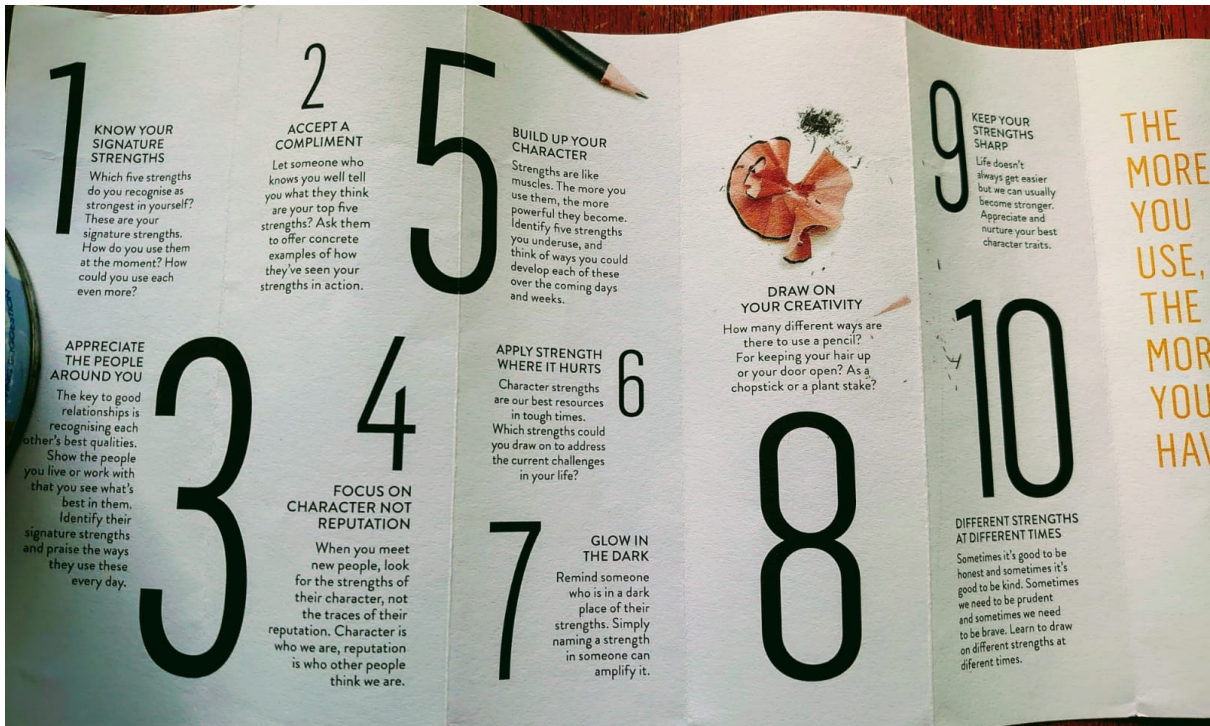 1
KNOW YOUR
SIGNATURE
STRENGTHS
Which five strengths
do you recognise as
strongest in yourself?
These are your
signature strengths.
How do you use them
at the moment? How
could you use each
even more?
2
ACCEPT A
COMPLIMENT
Let someone who
knows you well tell
you what they think
are your top five
strengths? Ask them
to offer concrete
examples of how
they've seen your
strengths in action.
3
APPRECIATE
THE PEOPLE
AROUND YOU
The key to good
relationships is
recognising each
other's best qualities.
Show the people
you live or work with
that you see what's
best in them.
Identify their
signature strengths
and praise the ways
they use these
every day.
4
FOCUS ON
CHARACTER NOT
REPUTATION
When you meet
new people, look
for the strengths of
their character, not
the traces of their
reputation. Character is
who we are, reputation
is who other people
think we are.
5
BUILD UP YOUR
CHARACTER
Strengths are like
muscles. The more you
use them, the more
powerful they become.
Identify five strengths
you underuse, and
think of ways you could
develop each of these
over the coming days
and weeks.
6
APPLY STRENGTH
WHERE IT HURTS
Character strengths
are our best resources
in tough times.
Which strengths could
you draw on to address
the current challenges
in your life?
7
GLOW IN
THE DARK
Remind someone
who is in a dark
place of their
strengths. Simply
naming a strength
in someone can
amplify it.
8
DRAW ON
YOUR CREATIVITY
How many different ways are
there to use a pencil?
For keeping your hair up
or your door open? As a
chopstick or a plant stake?
9
KEEP YOUR
STRENGTHS
SHARP
Life doesn't
always get easier
but we can usually
become stronger.
Appreciate and
nurture your best
character traits.
10
DIFFERENT STRENGTHS
AT DIFFERENT TIMES
Sometimes it's good to be
honest and sometimes it's
good to be kind. Sometimes
we need to be prudent
and sometimes we need
to be brave. Learn to draw
on different strengths at
diferent times.
THE
MORE
YOU
USE,
THE
MOR
YOU
HAV